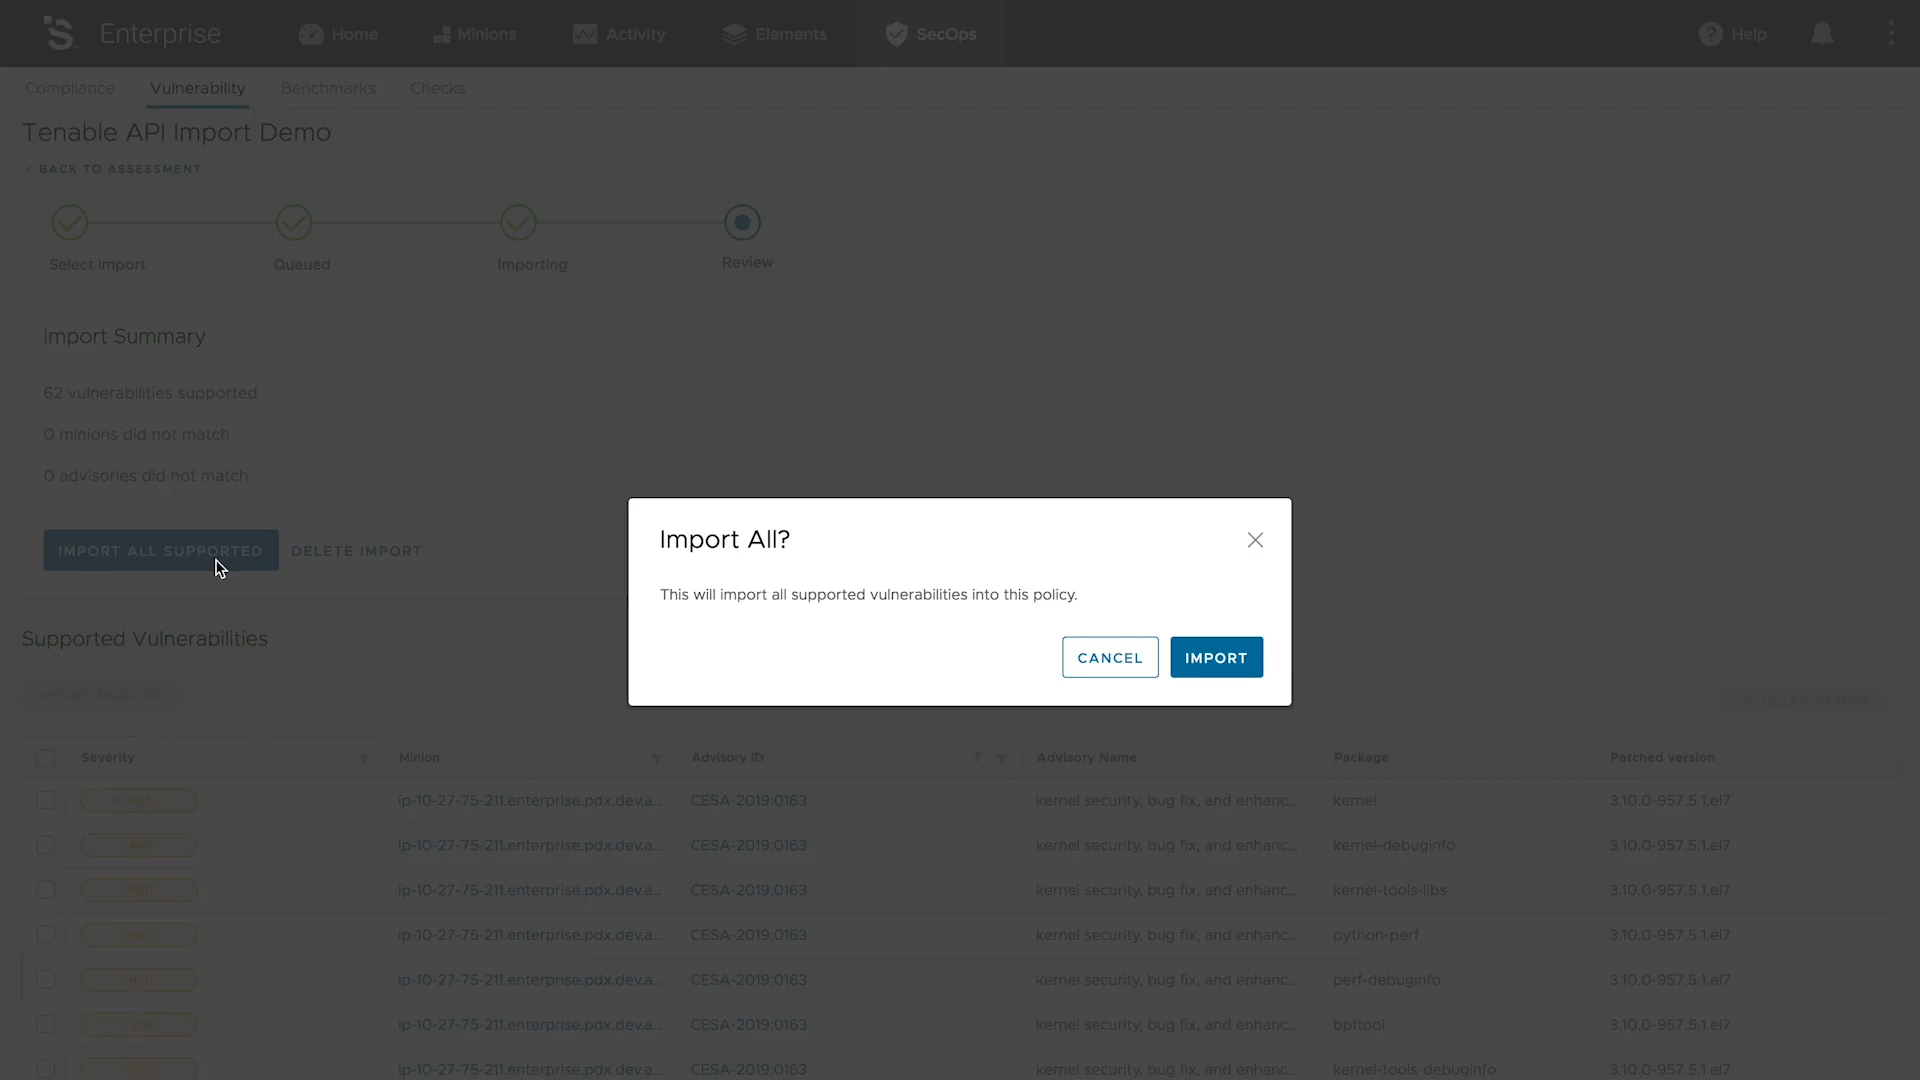 S. Enterprise Home Minions Activity Elements SecOps ? Help
Compliance Vulnerability Benchmarks Checks
Tenable API Import Demo
‹ BACK TO ASSESSMENT
Select Import Queued Importing Review
Import Summary
62 vulnerabilities supported
0 minions did not match
0 advisories did not match
IMPORT ALL SUPPORTED DELETE IMPORT
Import All?
This will import all supported vulnerabilities into this policy.
CANCEL IMPORT
Supported Vulnerabilities
IMPORT SELECTED
Severity Minion Advisory ID Advisory Name Package Patched version
High ip-10-27-75-211.enterprise.pdx.dev.a... CESA-2019:0163 kernel security, bug fix, and enhanc... kernel 3.10.0-957.5.1.el7
High ip-10-27-75-211.enterprise.pdx.dev.a... CESA-2019:0163 kernel security, bug fix, and enhanc... kernel-debuginfo 3.10.0-957.5.1.el7
High ip-10-27-75-211.enterprise.pdx.dev.a... CESA-2019:0163 kernel security, bug fix, and enhanc... kernel-tools-libs 3.10.0-957.5.1.el7
High ip-10-27-75-211.enterprise.pdx.dev.a... CESA-2019:0163 kernel security, bug fix, and enhanc... python-perf 3.10.0-957.5.1.el7
High ip-10-27-75-211.enterprise.pdx.dev.a... CESA-2019:0163 kernel security, bug fix, and enhanc... perf-debuginfo 3.10.0-957.5.1.el7
High ip-10-27-75-211.enterprise.pdx.dev.a... CESA-2019:0163 kernel security, bug fix, and enhanc... bpftool 3.10.0-957.5.1.el7
High ip-10-27-75-211.enterprise.pdx.dev.a... CESA-2019:0163 kernel security, bug fix, and enhanc... kernel-tools-debuginfo 3.10.0-957.5.1.el7